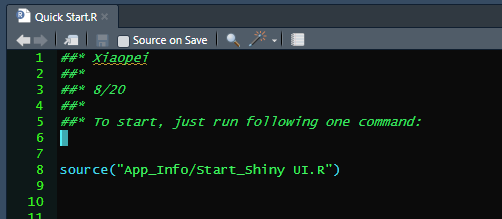 Quick Start.R ×
Source on Save
1 ##* Xiaopei
2 ##*
3 ##* 8/20
4 ##*
5 ##* To start, just run following one command:
6
7
8 source("App_Info/Start_Shiny UI.R")
9
10
11